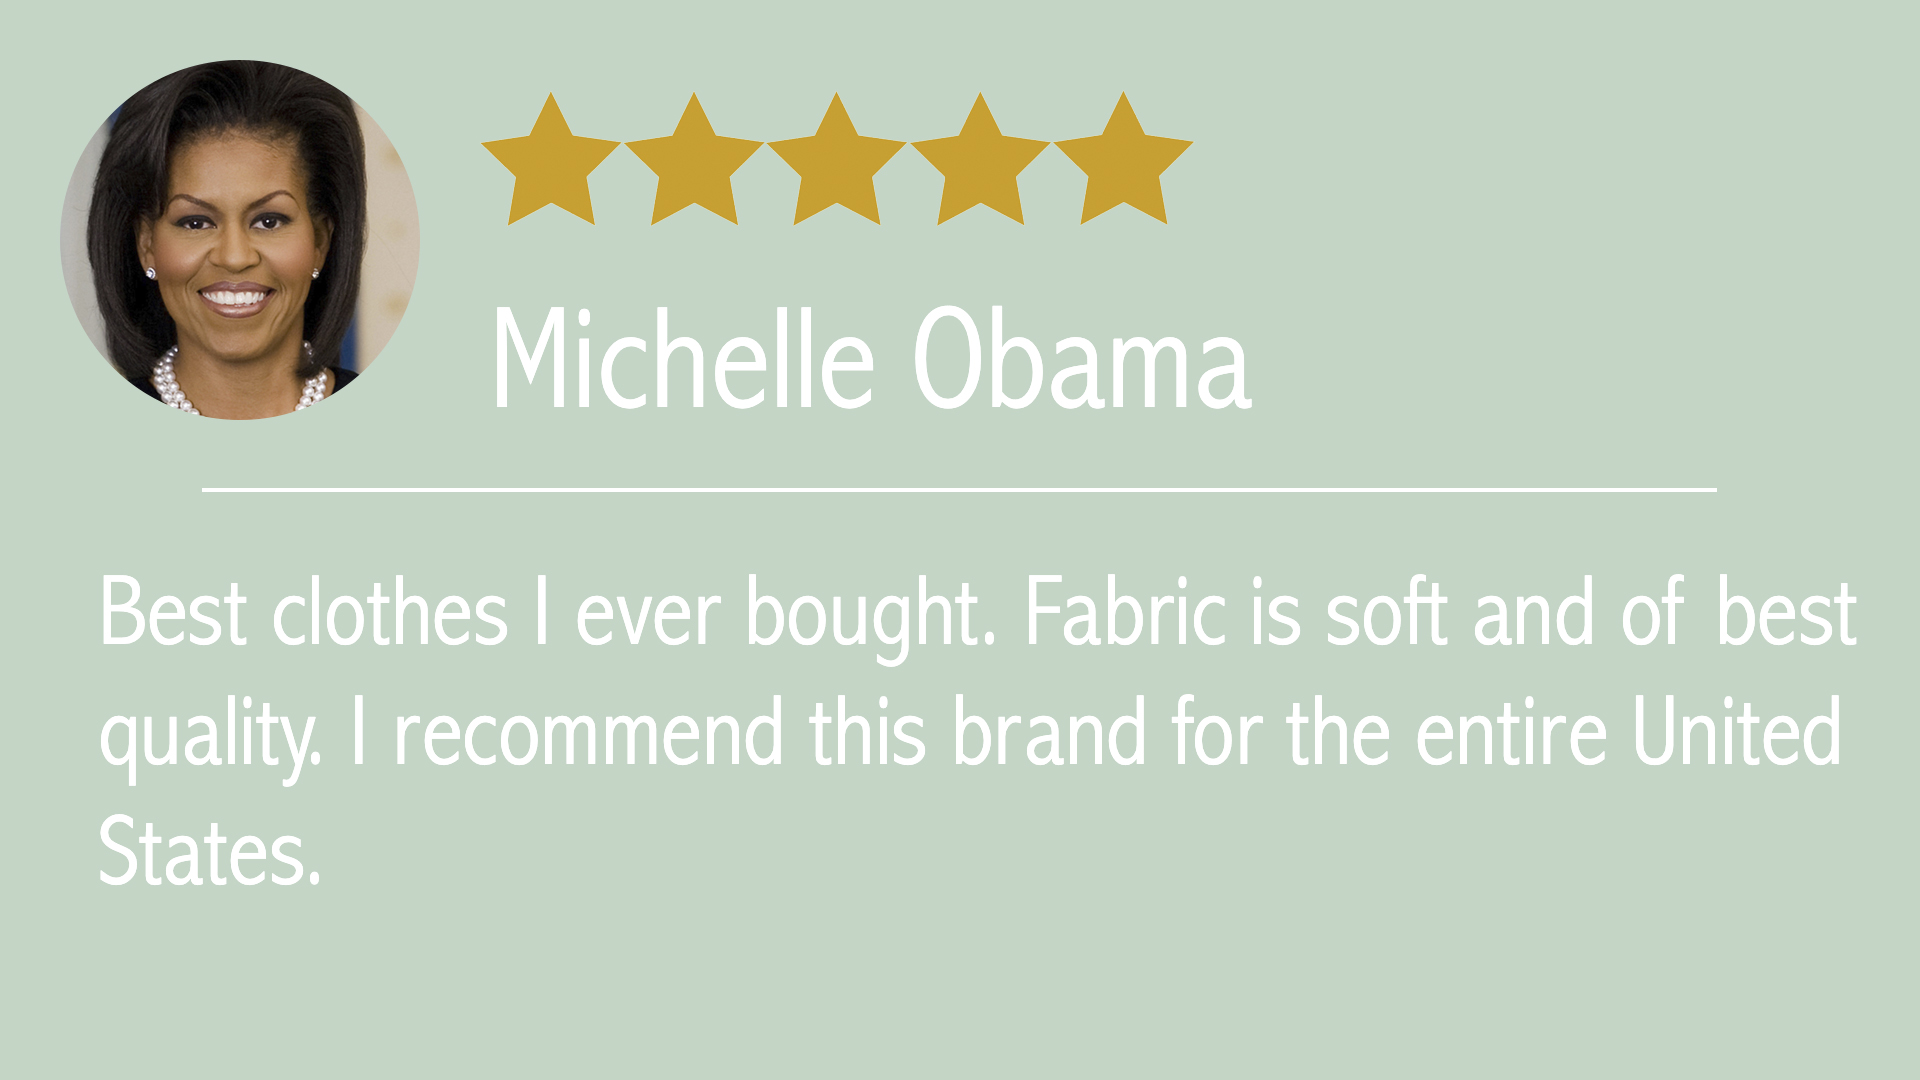 Michelle Obama
Best clothes I ever bought. Fabric is soft and of best
quality. I recommend this brand for the entire United
States.